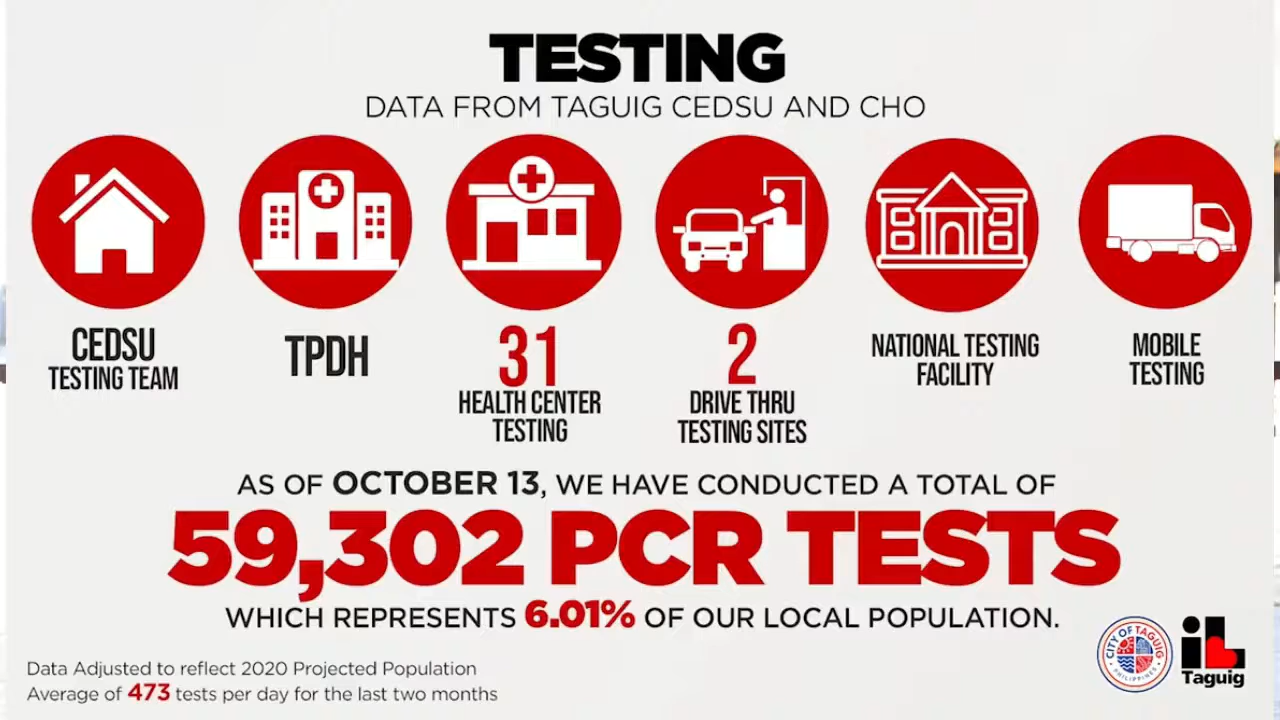 TESTING
DATA FROM TAGUIG CEDSU AND CHO
CEDSU
TESTING TEAM
TPDH
31
HEALTH CENTER
TESTING
2
DRIVE THRU
TESTING SITES
NATIONAL TESTING
FACILITY
MOBILE
TESTING
AS OF OCTOBER 13, WE HAVE CONDUCTED A TOTAL OF
59,302 PCR TESTS
WHICH REPRESENTS 6.01% OF OUR LOCAL POPULATION.
Data Adjusted to reflect 2020 Projected Population
Average of 473 tests per day for the last two months
CITY OF TAGUIG
PHILIPPINES
iL
Taguig